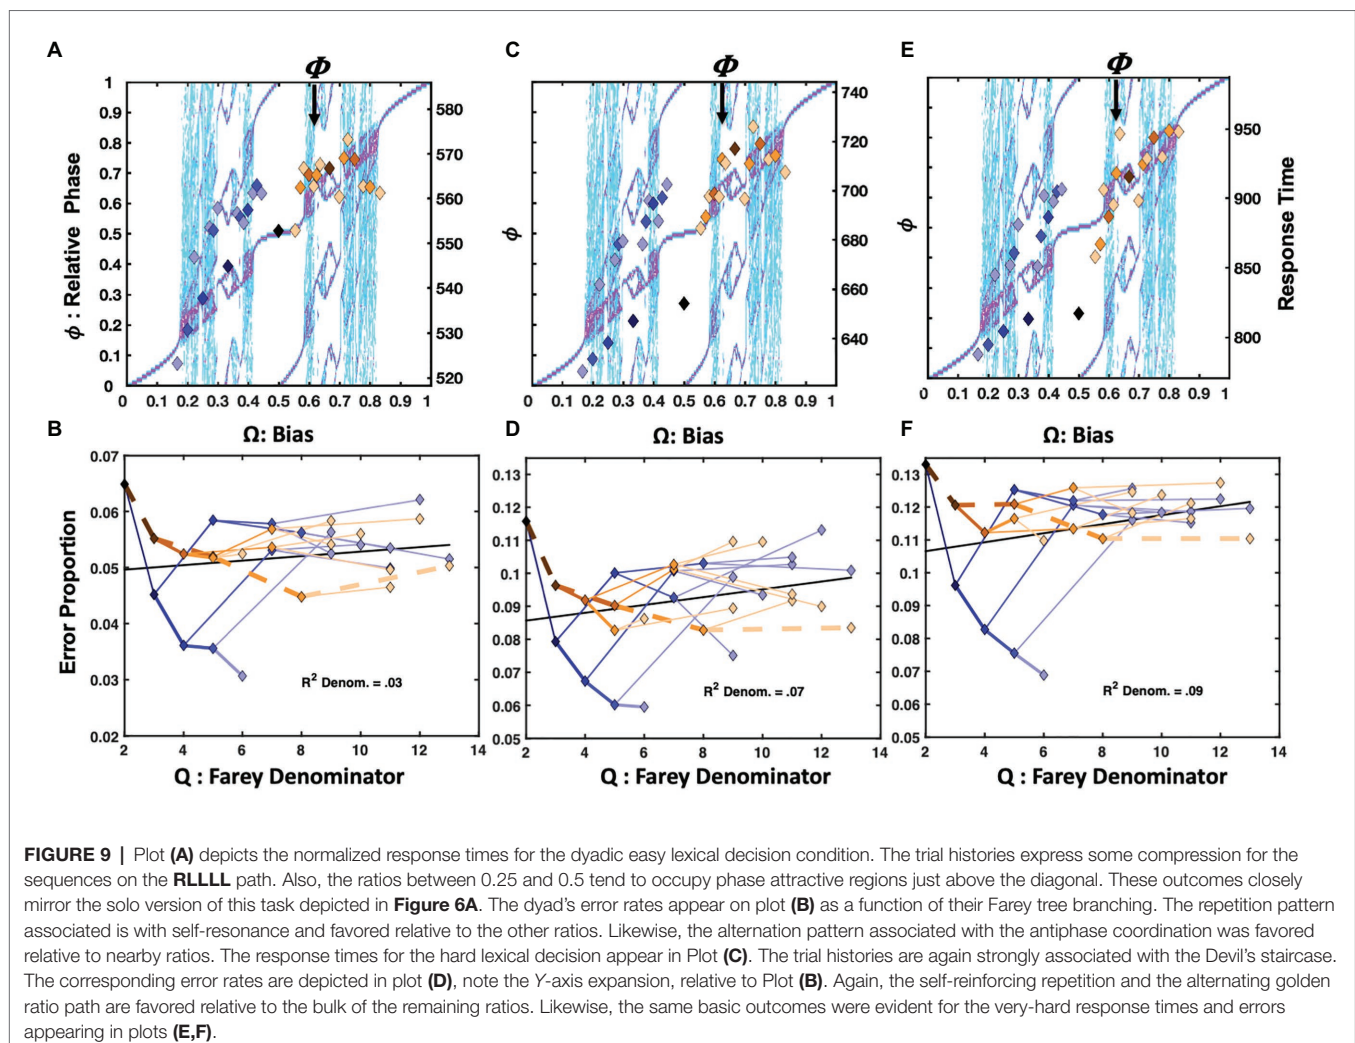 A
C
E
Φ
Φ
Φ
1
0.9
0.8
0.7
0.6
0.5
0.4
0.3
0.2
0.1
0
ϕ : Relative Phase
580
570
560
550
540
530
520
0 0.1 0.2 0.3 0.4 0.5 0.6 0.7 0.8 0.9 1
ϕ
740
720
700
680
660
640
0 0.1 0.2 0.3 0.4 0.5 0.6 0.7 0.8 0.9 1
ϕ
950
900
850
800
Response Time
0 0.1 0.2 0.3 0.4 0.5 0.6 0.7 0.8 0.9 1
B
Ω: Bias
D
Ω: Bias
F
Ω: Bias
0.07
0.06
0.05
0.04
0.03
0.02
Error Proportion
R² Denom. = .03
2 4 6 8 10 12 14
Q : Farey Denominator
0.13
0.12
0.11
0.1
0.09
0.08
0.07
0.06
0.05
R² Denom. = .07
2 4 6 8 10 12 14
Q : Farey Denominator
0.13
0.12
0.11
0.1
0.09
0.08
0.07
0.06
0.05
R² Denom. = .09
2 4 6 8 10 12 14
Q : Farey Denominator
FIGURE 9 | Plot (A) depicts the normalized response times for the dyadic easy lexical decision condition. The trial histories express some compression for the
sequences on the RLLLL path. Also, the ratios between 0.25 and 0.5 tend to occupy phase attractive regions just above the diagonal. These outcomes closely
mirror the solo version of this task depicted in Figure 6A. The dyad's error rates appear on plot (B) as a function of their Farey tree branching. The repetition pattern
associated is with self-resonance and favored relative to the other ratios. Likewise, the alternation pattern associated with the antiphase coordination was favored
relative to nearby ratios. The response times for the hard lexical decision appear in Plot (C). The trial histories are again strongly associated with the Devil's staircase.
The corresponding error rates are depicted in plot (D), note the Y-axis expansion, relative to Plot (B). Again, the self-reinforcing repetition and the alternating golden
ratio path are favored relative to the bulk of the remaining ratios. Likewise, the same basic outcomes were evident for the very-hard response times and errors
appearing in plots (E,F).